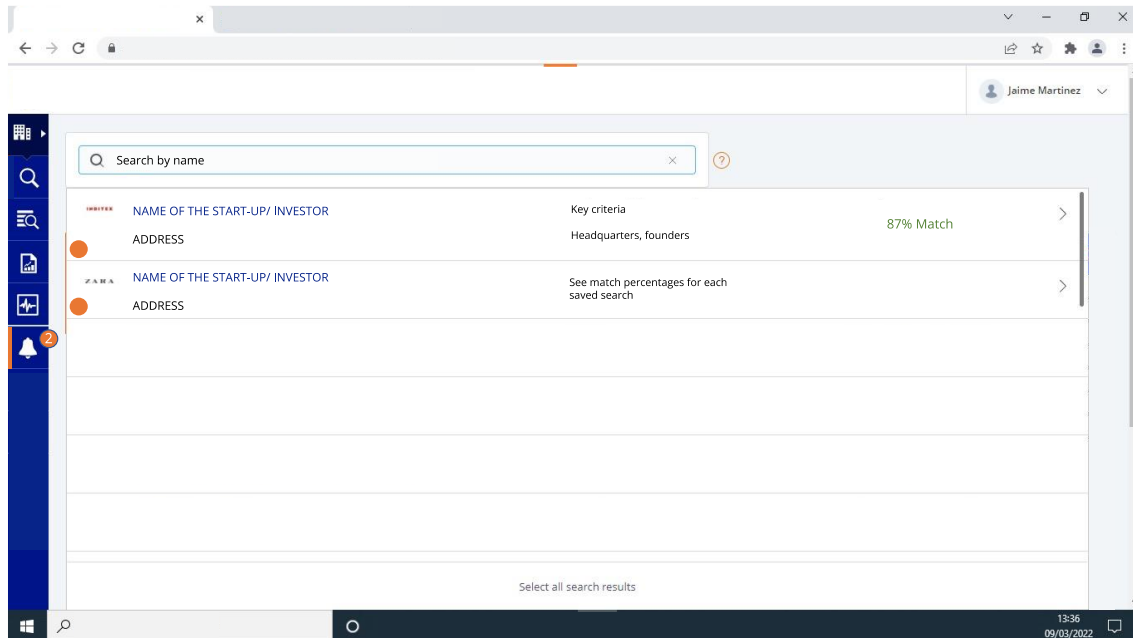 Jaime Martinez
Search by name
?
INDITEX
NAME OF THE START-UP/ INVESTOR
Key criteria
87% Match
ADDRESS
Headquarters, founders
ZARA
NAME OF THE START-UP/ INVESTOR
See match percentages for each
saved search
ADDRESS
2
Select all search results
13:36
09/03/2022